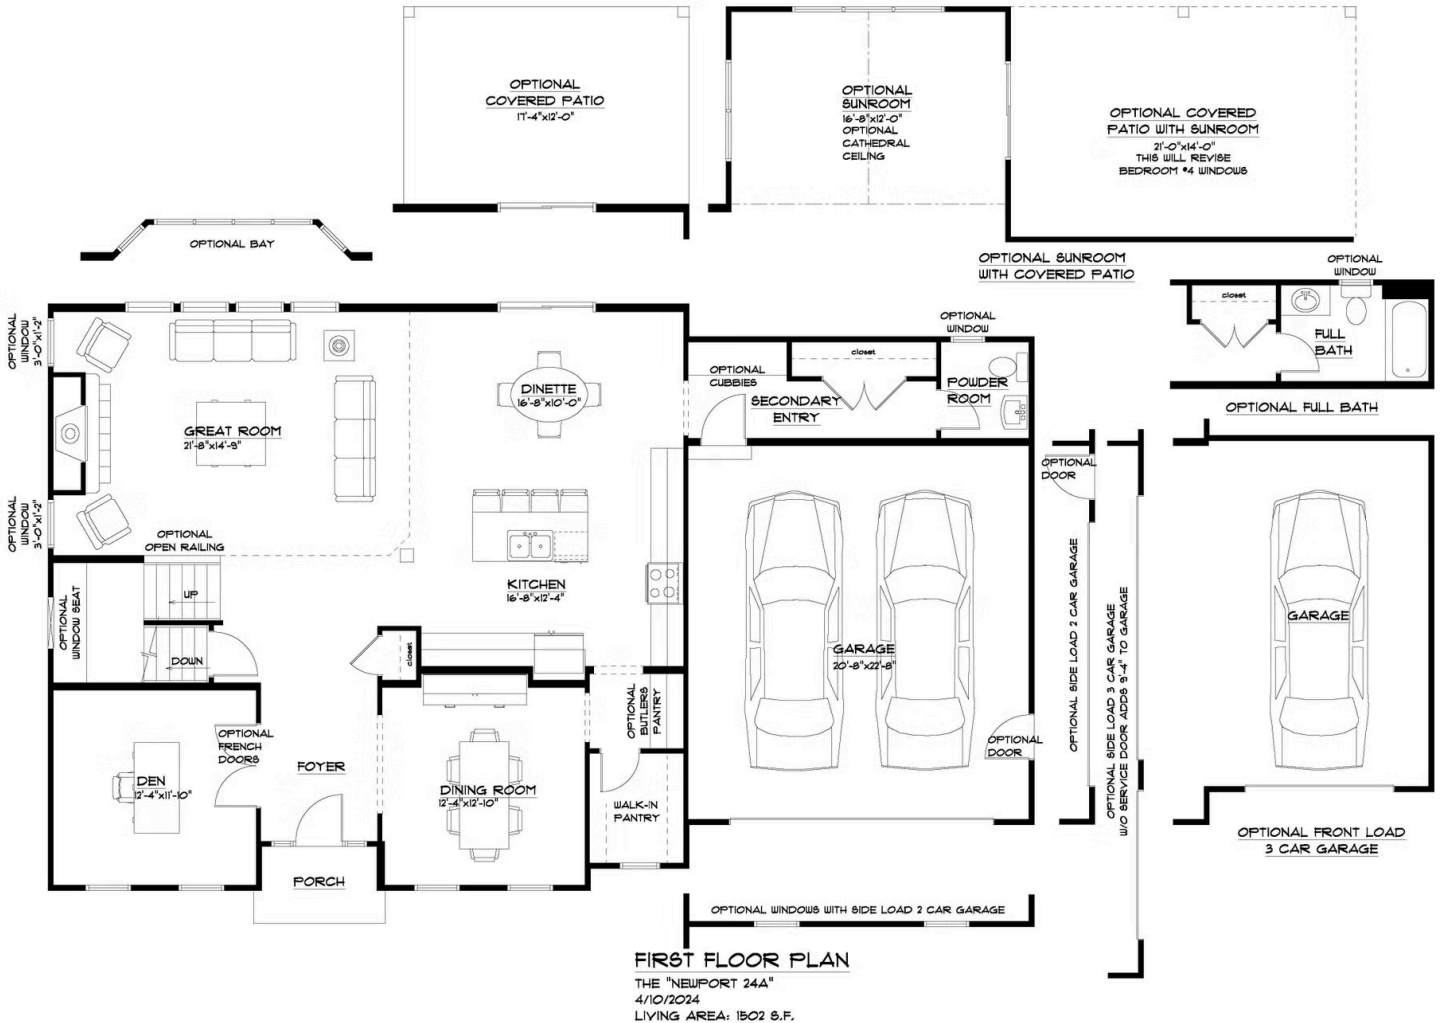 OPTIONAL
COVERED PATIO
17'-4"x12'-0"
OPTIONAL
SUNROOM
16'-8"x12'-0"
OPTIONAL
CATHEDRAL
CEILING
OPTIONAL COVERED
PATIO WITH SUNROOM
21'-0"x14'-0"
THIS WILL REVISE
BEDROOM #4 WINDOWS
OPTIONAL BAY
OPTIONAL SUNROOM
WITH COVERED PATIO
OPTIONAL
WINDOW
closet
FULL
BATH
OPTIONAL FULL BATH
OPTIONAL
WINDOW
3'-0"x1'-2"
GREAT ROOM
21'-8"x14'-9"
OPTIONAL
WINDOW
3'-0"x1'-2"
OPTIONAL
OPEN RAILING
DINETTE
16'-8"x10'-0"
OPTIONAL
CUBBIES
closet
OPTIONAL
WINDOW
SECONDARY
ENTRY
POWDER
ROOM
KITCHEN
16'-8"x12'-4"
OPTIONAL
WINDOW SEAT
UP
DOWN
closet
GARAGE
20'-8"x22'-8"
OPTIONAL
DOOR
OPTIONAL
DOOR
OPTIONAL SIDE LOAD 2 CAR GARAGE
OPTIONAL SIDE LOAD 3 CAR GARAGE
W/O SERVICE DOOR ADDS 9'-4" TO GARAGE
GARAGE
OPTIONAL FRONT LOAD
3 CAR GARAGE
DEN
12'-4"x11'-10"
OPTIONAL
FRENCH
DOORS
FOYER
PORCH
DINING ROOM
12'-4"x12'-10"
OPTIONAL
BUTLERS
PANTRY
WALK-IN
PANTRY
OPTIONAL WINDOWS WITH SIDE LOAD 2 CAR GARAGE
FIRST FLOOR PLAN
THE "NEWPORT 24A"
4/10/2024
LIVING AREA: 1502 S.F.